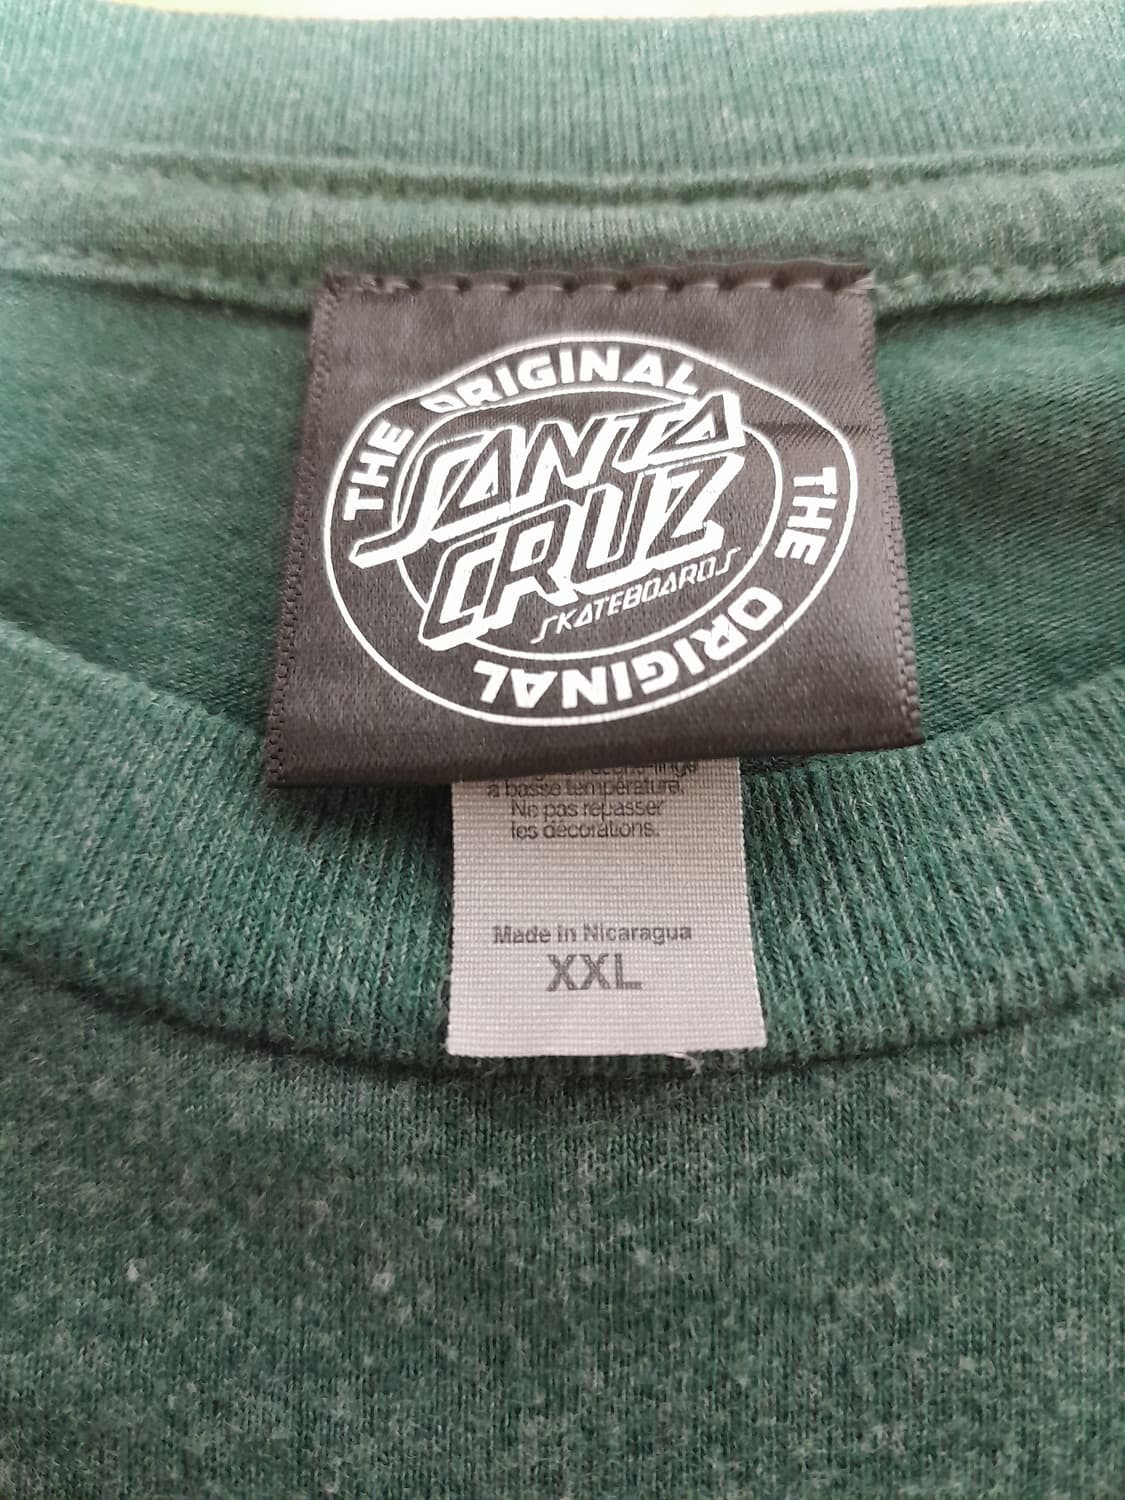 THE ORIGINAL
SANTA
CRUZ
SKATEBOARDS
THE ORIGINAL
à basse température.
Ne pas repasser
les décorations.
Made in Nicaragua
XXL